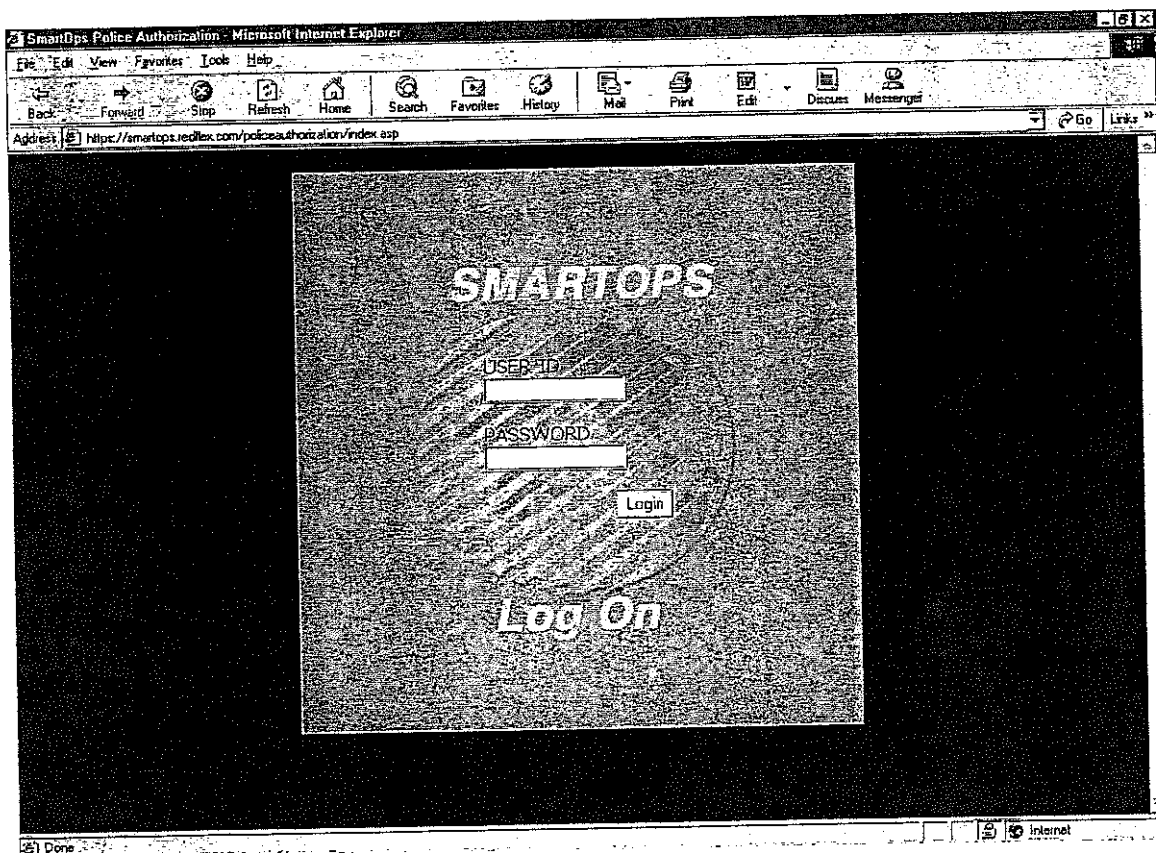 SmartOps Police Authorization - Microsoft Internet Explorer
File Edit View Favorites Tools Help
Back Forward Stop Refresh Home Search Favorites History Mail Print Edit Discuss Messenger
Address https://smartops.redflex.com/policeauthorization/index.asp Go Links »
SMARTOPS
USER ID
PASSWORD
Login
Log On
Done Internet